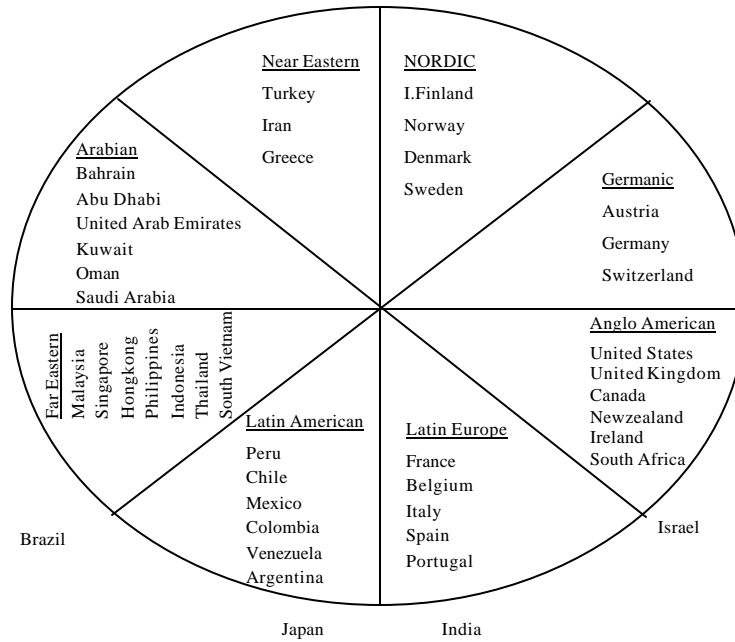 Near Eastern
Turkey
Iran
Greece
NORDIC
I.Finland
Norway
Denmark
Sweden
Arabian
Bahrain
Abu Dhabi
United Arab Emirates
Kuwait
Oman
Saudi Arabia
Germanic
Austria
Germany
Switzerland
Far Eastern
Malaysia
Singapore
Hongkong
Philippines
Indonesia
Thailand
South Vietnam
Anglo American
United States
United Kingdom
Canada
Newzealand
Ireland
South Africa
Latin American
Peru
Chile
Mexico
Colombia
Venezuela
Argentina
Latin Europe
France
Belgium
Italy
Spain
Portugal
Brazil
Israel
Japan
India